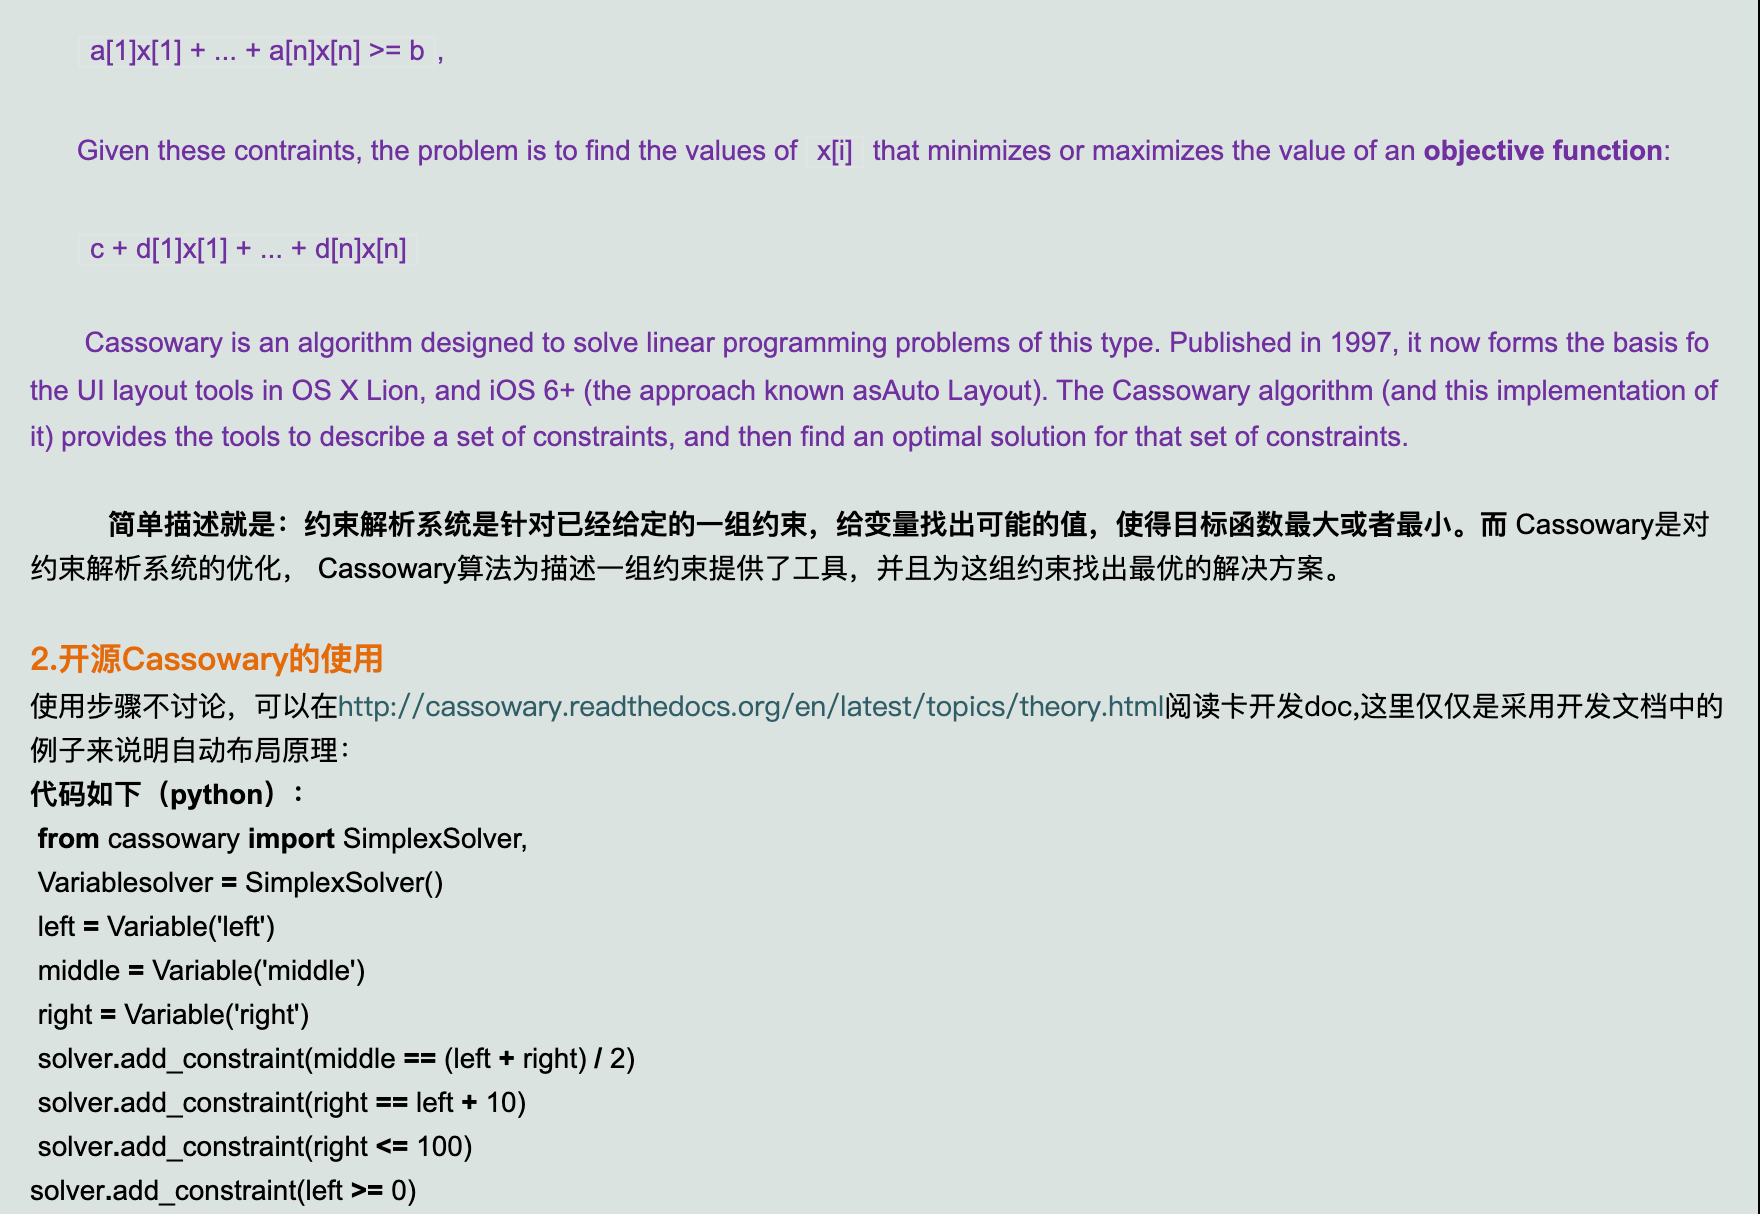 a[1]x[1] + ... + a[n]x[n] >= b ,
Given these contraints, the problem is to find the values of x[i] that minimizes or maximizes the value of an objective function:
c + d[1]x[1] + ... + d[n]x[n]
Cassowary is an algorithm designed to solve linear programming problems of this type. Published in 1997, it now forms the basis fo
the UI layout tools in OS X Lion, and iOS 6+ (the approach known asAuto Layout). The Cassowary algorithm (and this implementation of
it) provides the tools to describe a set of constraints, and then find an optimal solution for that set of constraints.
简单描述就是：约束解析系统是针对已经给定的一组约束，给变量找出可能的值，使得目标函数最大或者最小。而 Cassowary是对
约束解析系统的优化， Cassowary算法为描述一组约束提供了工具，并且为这组约束找出最优的解决方案。
2.开源Cassowary的使用
使用步骤不讨论，可以在http://cassowary.readthedocs.org/en/latest/topics/theory.html阅读卡开发doc,这里仅仅是采用开发文档中的
例子来说明自动布局原理：
代码如下（python）：
from cassowary import SimplexSolver,
Variablesolver = SimplexSolver()
left = Variable('left')
middle = Variable('middle')
right = Variable('right')
solver.add_constraint(middle == (left + right) / 2)
solver.add_constraint(right == left + 10)
solver.add_constraint(right <= 100)
solver.add_constraint(left >= 0)